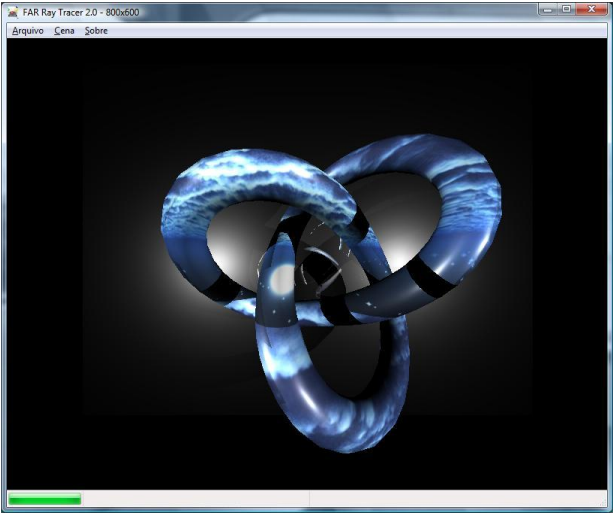 FAR Ray Tracer 2.0 - 800x600
Arquivo Cena Sobre